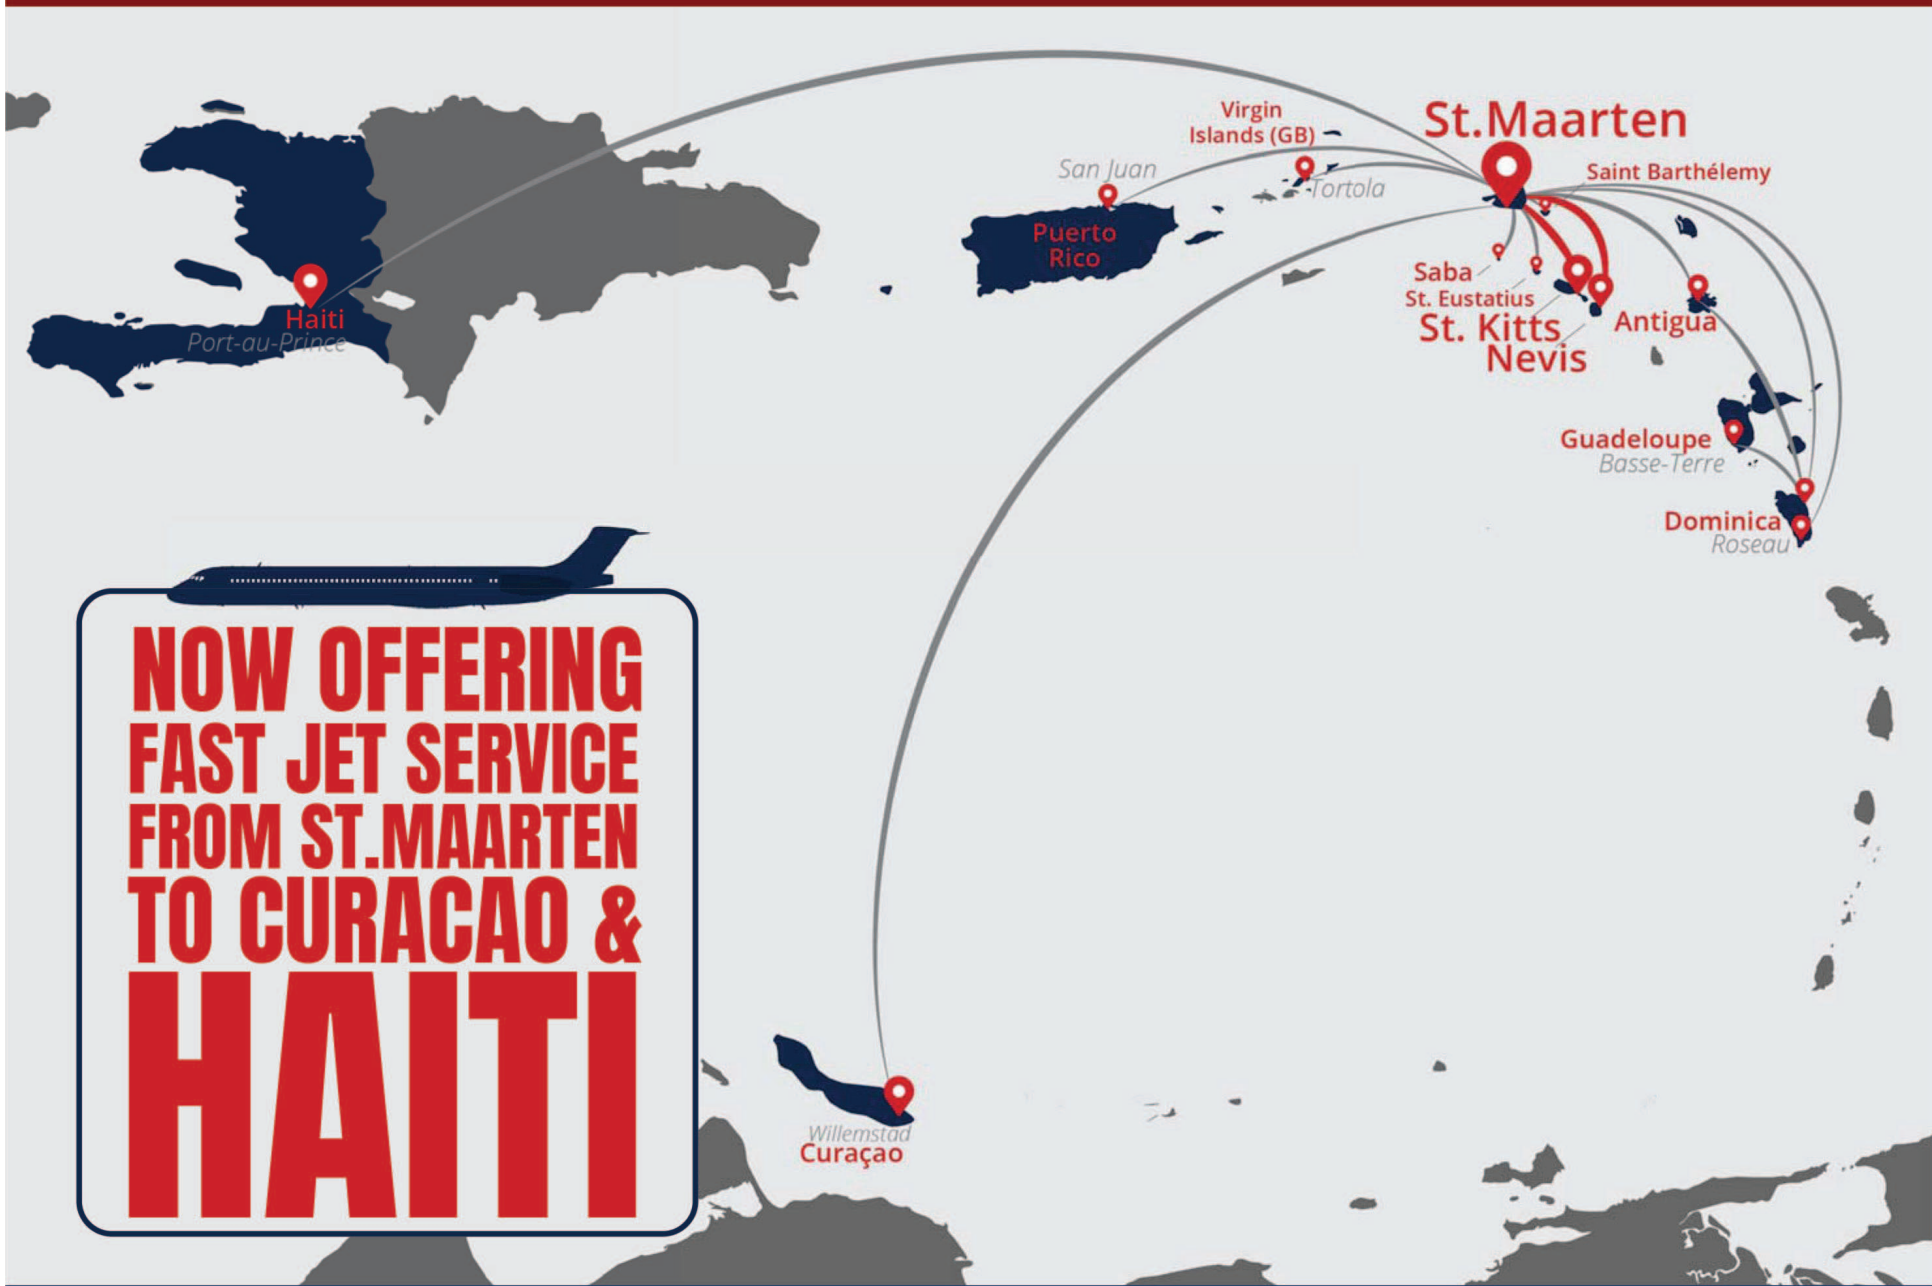 Virgin
Islands (GB)
St.Maarten
San Juan
Tortola
Saint Barthélemy
Puerto
Rico
Saba
St. Eustatius
St. Kitts
Nevis
Antigua
Haiti
Port-au-Prince
Guadeloupe
Basse-Terre
Dominica
Roseau
NOW OFFERING
FAST JET SERVICE
FROM ST.MAARTEN
TO CURACAO &
HAITI
Willemstad
Curaçao